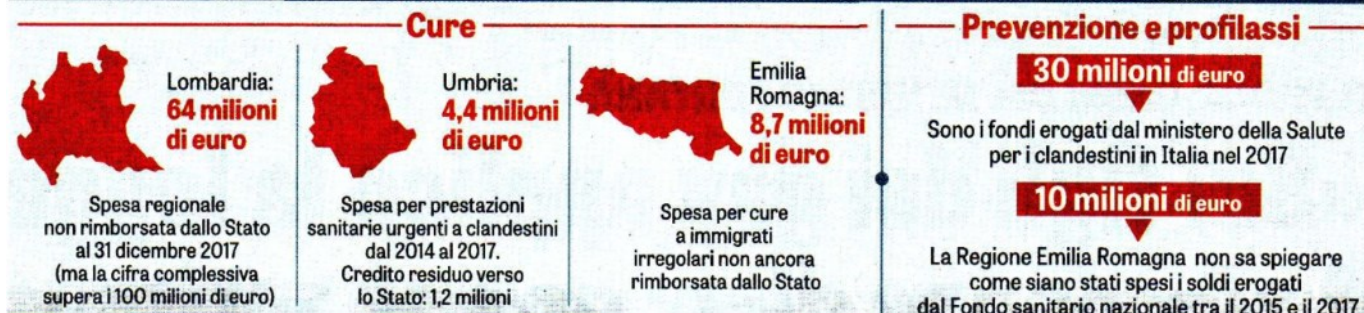 Cure
Lombardia:
64 milioni
di euro
Spesa regionale
non rimborsata dallo Stato
al 31 dicembre 2017
(ma la cifra complessiva
supera i 100 milioni di euro)
Umbria:
4,4 milioni
di euro
Spesa per prestazioni
sanitarie urgenti a clandestini
dal 2014 al 2017.
Credito residuo verso
lo Stato: 1,2 milioni
Emilia
Romagna:
8,7 milioni
di euro
Spesa per cure
a immigrati
irregolari non ancora
rimborsata dallo Stato
Prevenzione e profilassi
30 milioni di euro
Sono i fondi erogati dal ministero della Salute
per i clandestini in Italia nel 2017
10 milioni di euro
La Regione Emilia Romagna non sa spiegare
come siano stati spesi i soldi erogati
dal Fondo sanitario nazionale tra il 2015 e il 2017